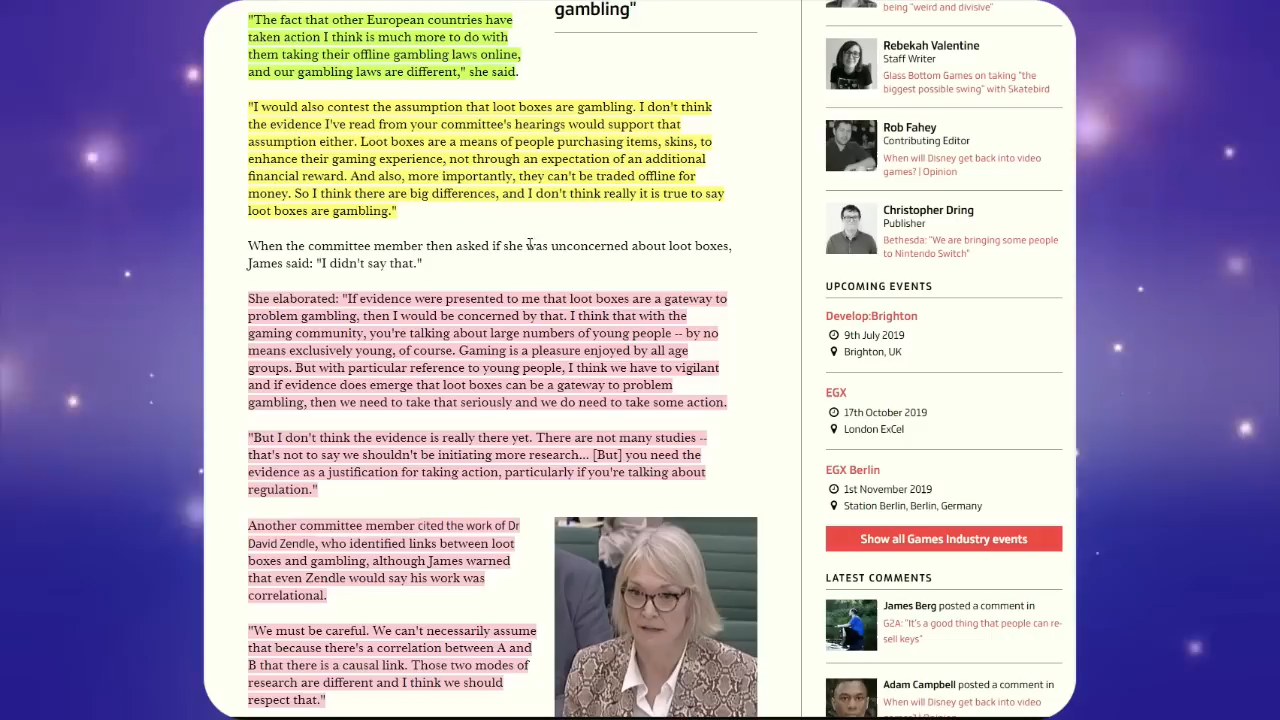 gambling"
"The fact that other European countries have
taken action I think is much more to do with
them taking their offline gambling laws online,
and our gambling laws are different," she said.
"I would also contest the assumption that loot boxes are gambling. I don't think
the evidence I've read from your committee's hearings would support that
assumption either. Loot boxes are a means of people purchasing items, skins, to
enhance their gaming experience, not through an expectation of an additional
financial reward. And also, more importantly, they can't be traded offline for
money. So I think there are big differences, and I don't think really it is true to say
loot boxes are gambling."
When the committee member then asked if she was unconcerned about loot boxes,
James said: "I didn't say that."
She elaborated: "If evidence were presented to me that loot boxes are a gateway to
problem gambling, then I would be concerned by that. I think that with the
gaming community, you're talking about large numbers of young people -- by no
means exclusively young, of course. Gaming is a pleasure enjoyed by all age
groups. But with particular reference to young people, I think we have to vigilant
and if evidence does emerge that loot boxes can be a gateway to problem
gambling, then we need to take that seriously and we do need to take some action.
"But I don't think the evidence is really there yet. There are not many studies --
that's not to say we shouldn't be initiating more research... [But] you need the
evidence as a justification for taking action, particularly if you're talking about
regulation."
Another committee member cited the work of Dr
David Zendle, who identified links between loot
boxes and gambling, although James warned
that even Zendle would say his work was
correlational.
"We must be careful. We can't necessarily assume
that because there's a correlation between A and
B that there is a causal link. Those two modes of
research are different and I think we should
respect that."
being "weird and divisive"
Rebekah Valentine
Staff Writer
Glass Bottom Games on taking "the
biggest possible swing" with Skatebird
Rob Fahey
Contributing Editor
When will Disney get back into video
games? | Opinion
Christopher Dring
Publisher
Bethesda: "We are bringing some people
to Nintendo Switch"
UPCOMING EVENTS
Develop:Brighton
9th July 2019
Brighton, UK
EGX
17th October 2019
London ExCel
EGX Berlin
1st November 2019
Station Berlin, Berlin, Germany
Show all Games Industry events
LATEST COMMENTS
James Berg posted a comment in
G2A: "It's a good thing that people can re-
sell keys"
Adam Campbell posted a comment in
When will Disney get back into video
games? | Opinion